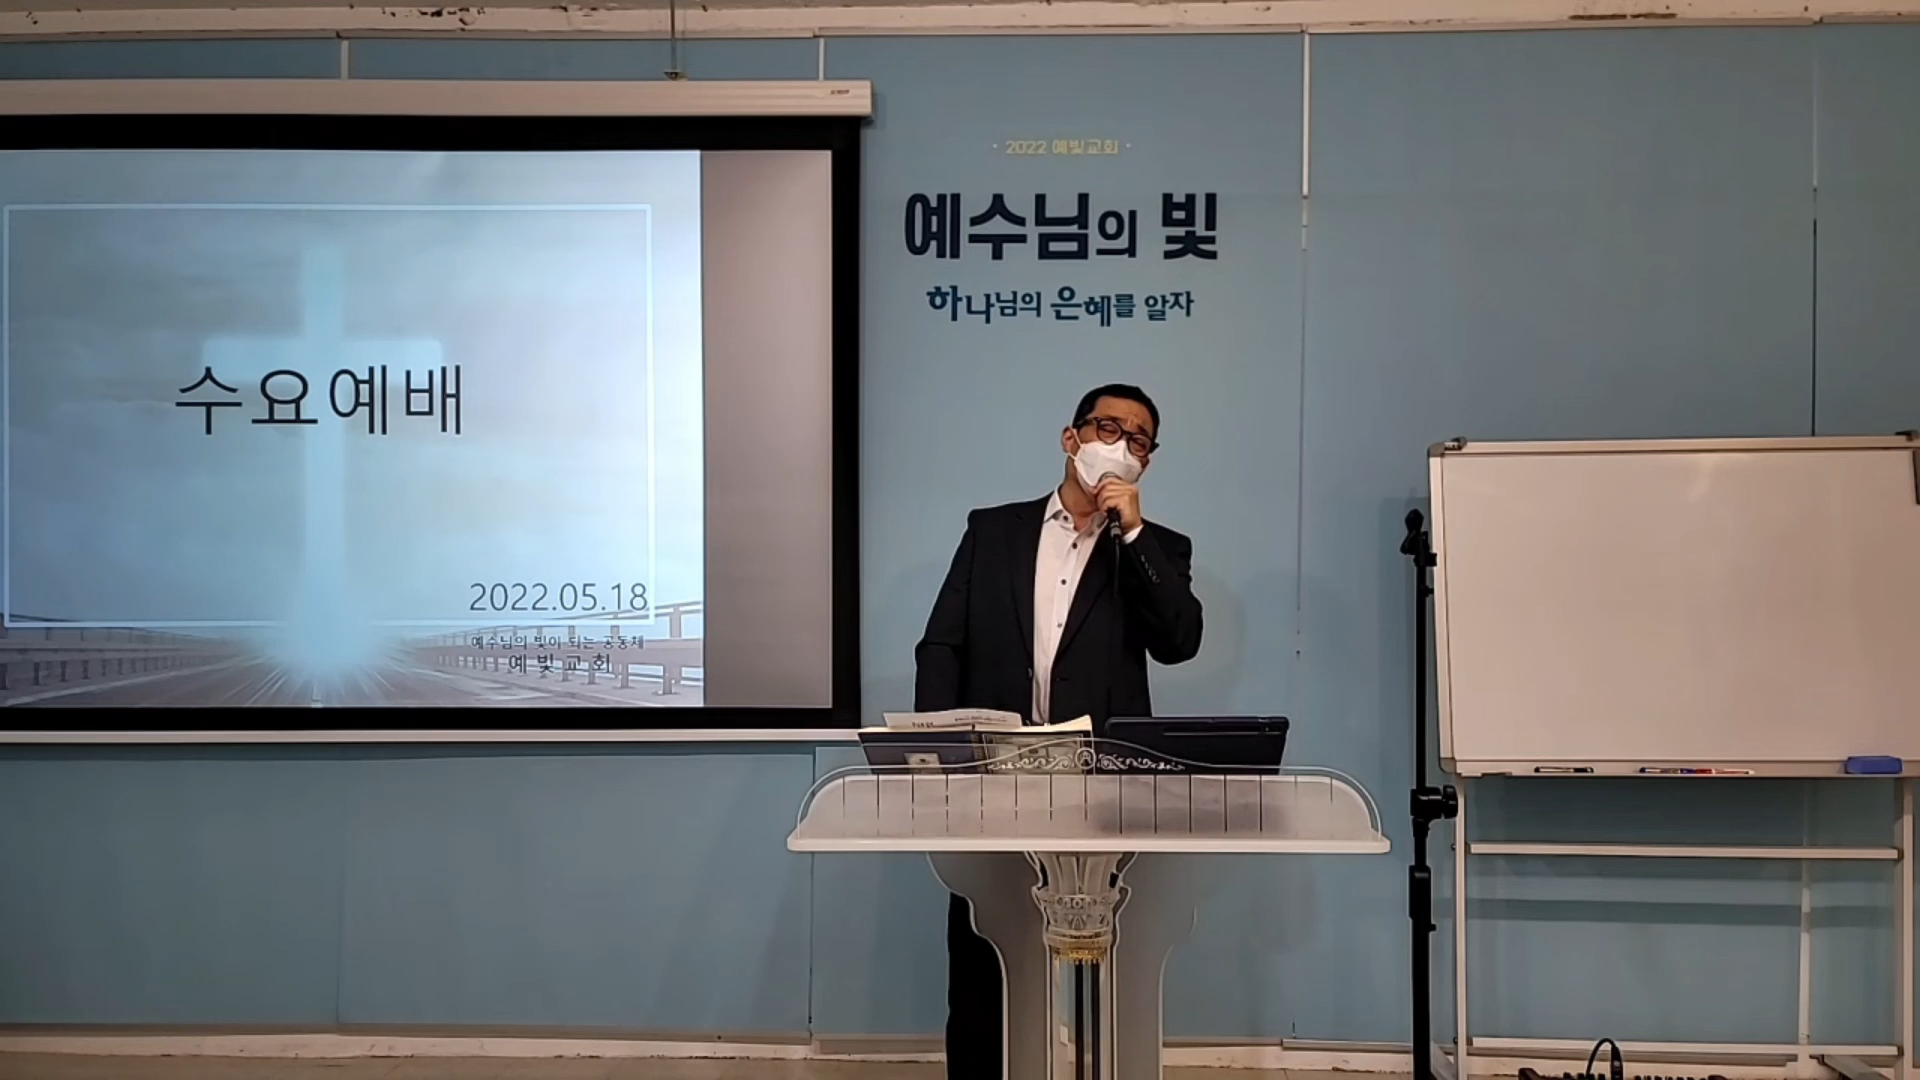 수요예배
2022.05.18
예수님의 빛이 되는 공동체
예빛교회
· 2022 예빛교회 ·
예수님의 빛
하나님의 은혜를 알자